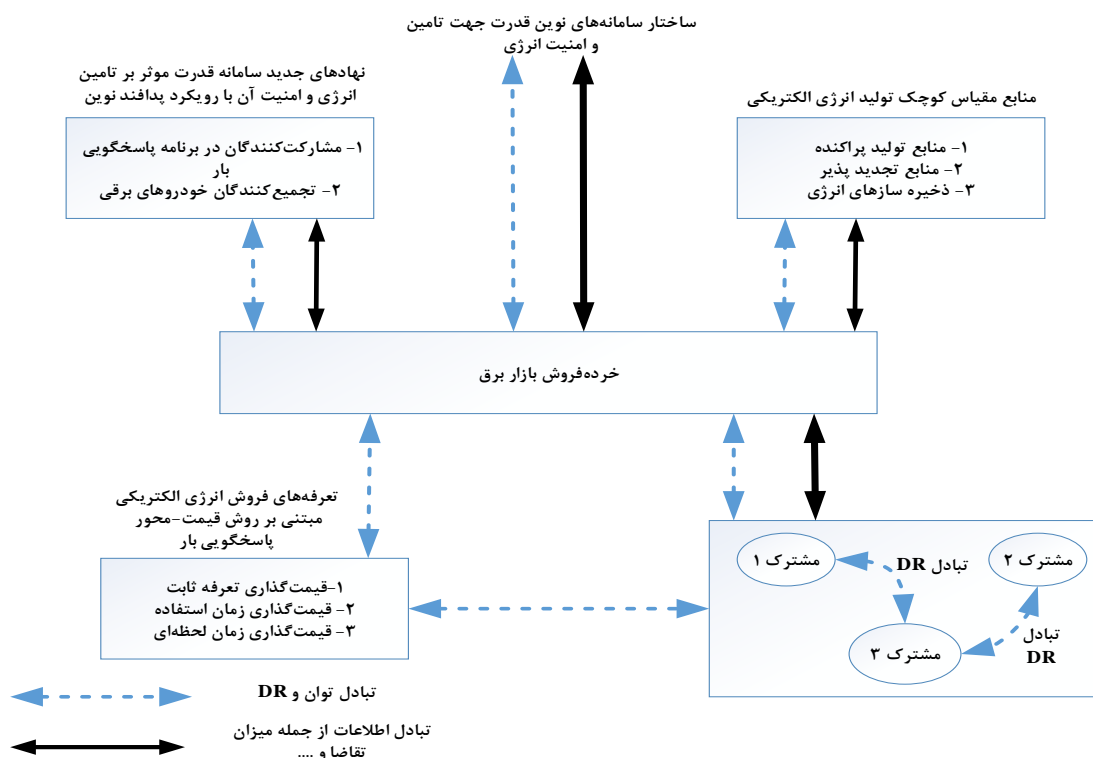 ساختار سامانه‌های نوین قدرت جهت تامین
و امنیت انرژی
نهادهای جدید سامانه قدرت موثر بر تامین
انرژی و امنیت آن با رویکرد پدافند نوین
۱- مشارکت‌کنندگان در برنامه پاسخگویی
بار
۲- تجمیع‌کنندگان خودروهای برقی
منابع مقیاس کوچک تولید انرژی الکتریکی
۱- منابع تولید پراکنده
۲- منابع تجدید پذیر
۳- ذخیره سازهای انرژی
خرده‌فروش بازار برق
تعرفه‌های فروش انرژی الکتریکی
مبتنی بر روش قیمت-محور
پاسخگویی بار
۱-قیمت‌گذاری تعرفه ثابت
۲- قیمت‌گذاری زمان استفاده
۳- قیمت‌گذاری زمان لحظه‌ای
مشترک ۱
تبادل DR
مشترک ۲
مشترک ۳
تبادل
DR
تبادل توان و DR
تبادل اطلاعات از جمله میزان
تقاضا و ....